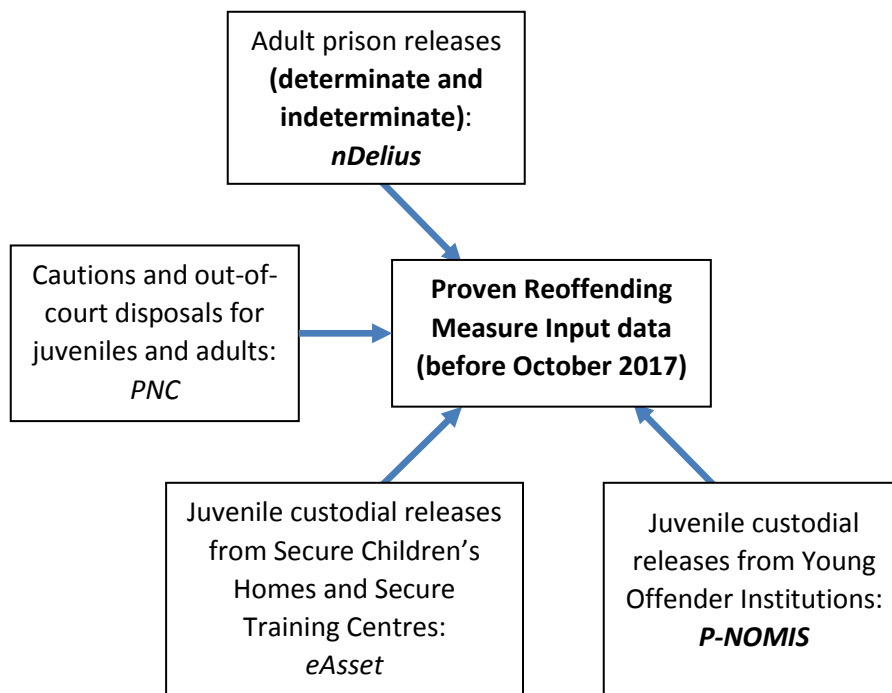 Adult prison releases
(determinate and
indeterminate):
nDelius
Cautions and out-of-
court disposals for
juveniles and adults:
PNC
Proven Reoffending
Measure Input data
(before October 2017)
Juvenile custodial releases
from Secure Children’s
Homes and Secure
Training Centres:
eAsset
Juvenile custodial
releases from Young
Offender Institutions:
P-NOMIS